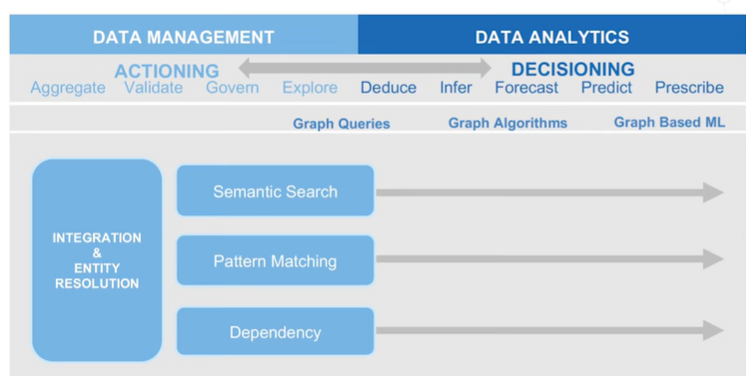 DATA MANAGEMENT
DATA ANALYTICS
ACTIONING
DECISIONING
Aggregate Validate Govern Explore Deduce Infer Forecast Predict Prescribe
Graph Queries
Graph Algorithms
Graph Based ML
INTEGRATION
&
ENTITY
RESOLUTION
Semantic Search
Pattern Matching
Dependency